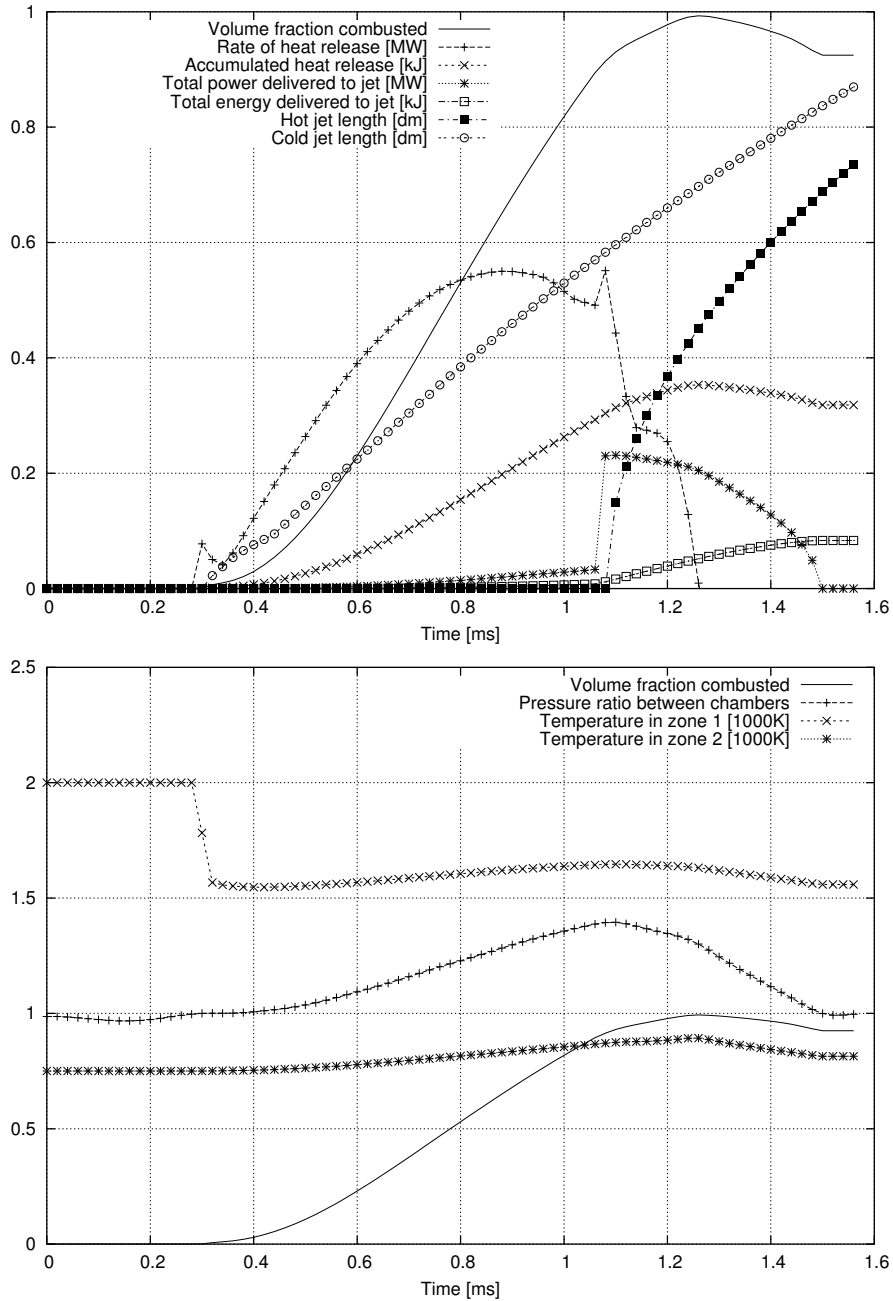 1
0.8
0.6
0.4
0.2
0
Volume fraction combusted
Rate of heat release [MW]
Accumulated heat release [kJ]
Total power delivered to jet [MW]
Total energy delivered to jet [kJ]
Hot jet length [dm]
Cold jet length [dm]
0 0.2 0.4 0.6 0.8 1 1.2 1.4 1.6
Time [ms]
2.5
2
1.5
1
0.5
0
Volume fraction combusted
Pressure ratio between chambers
Temperature in zone 1 [1000K]
Temperature in zone 2 [1000K]
0 0.2 0.4 0.6 0.8 1 1.2 1.4 1.6
Time [ms]